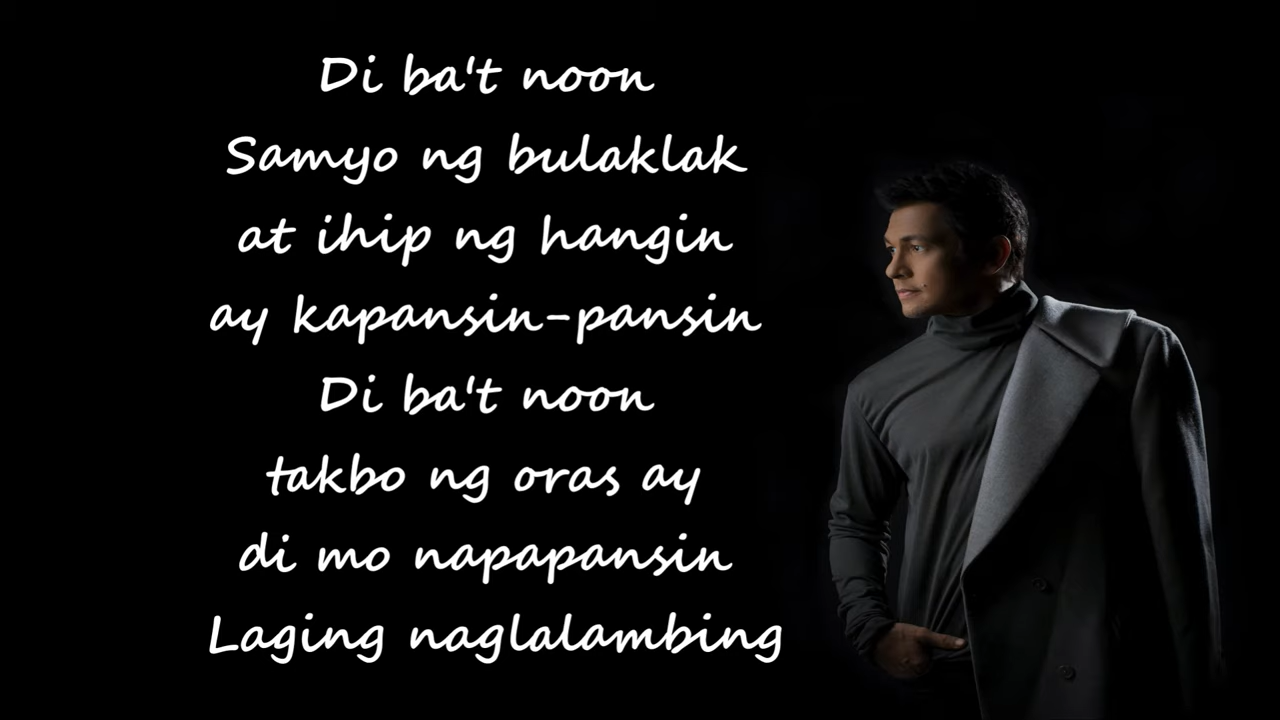 Di ba't noon
Samyo ng bulaklak
at ihip ng hangin
ay kapansin-pansin
Di ba't noon
takbo ng oras ay
di mo napapansin
Laging naglalambing